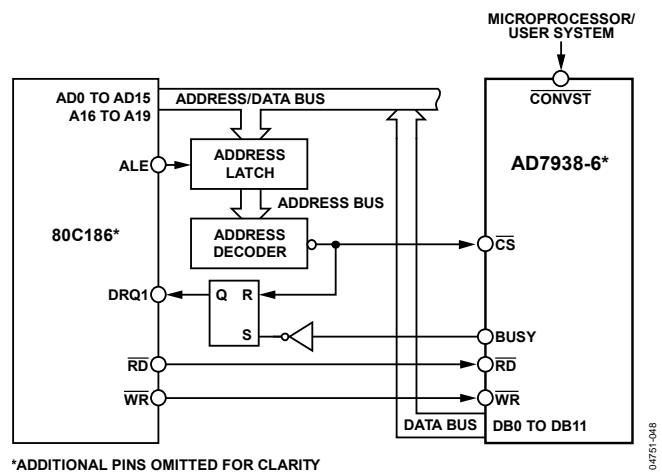 MICROPROCESSOR/
USER SYSTEM
AD0 TO AD15
A16 TO A19
ADDRESS/DATA BUS
CONVST
ALE
ADDRESS
LATCH
AD7938-6*
ADDRESS BUS
80C186*
ADDRESS
DECODER
CS
DRQ1
Q R
S
BUSY
RD
RD
WR
WR
DATA BUS
DB0 TO DB11
*ADDITIONAL PINS OMITTED FOR CLARITY
04751-048